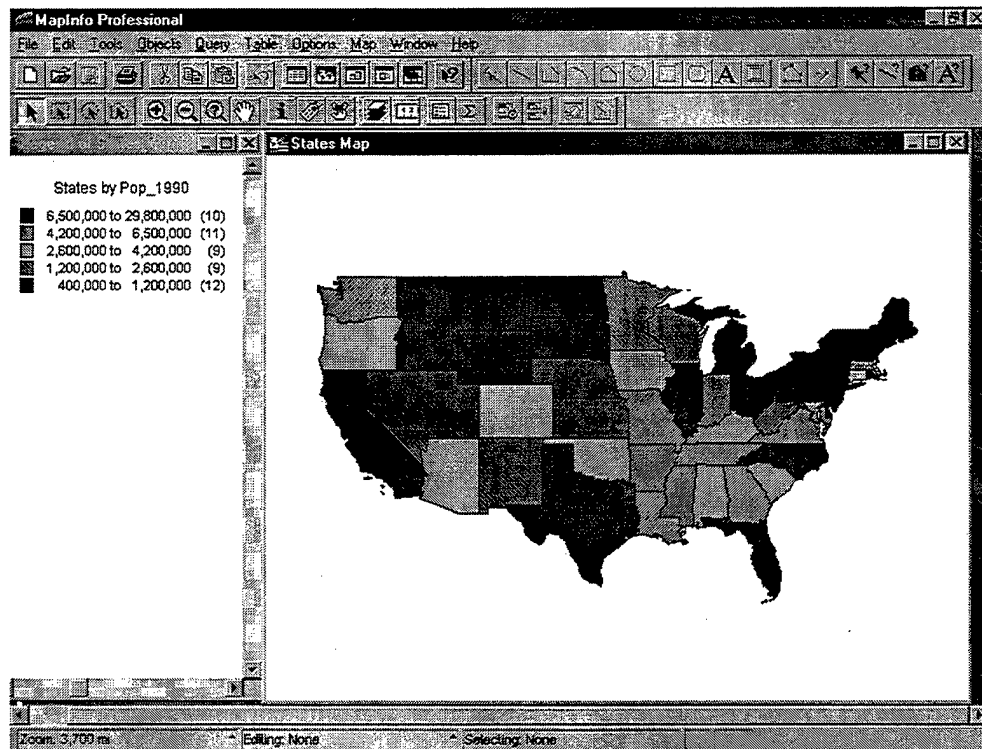 MapInfo Professional
File Edit Tools Objects Query Table Options Map Window Help
States Map
States by Pop_1990
6,500,000 to 29,800,000 (10)
4,200,000 to 6,500,000 (11)
2,600,000 to 4,200,000 (9)
1,200,000 to 2,600,000 (9)
400,000 to 1,200,000 (12)
Zoom: 3,700 mi Editing: None Selecting: None